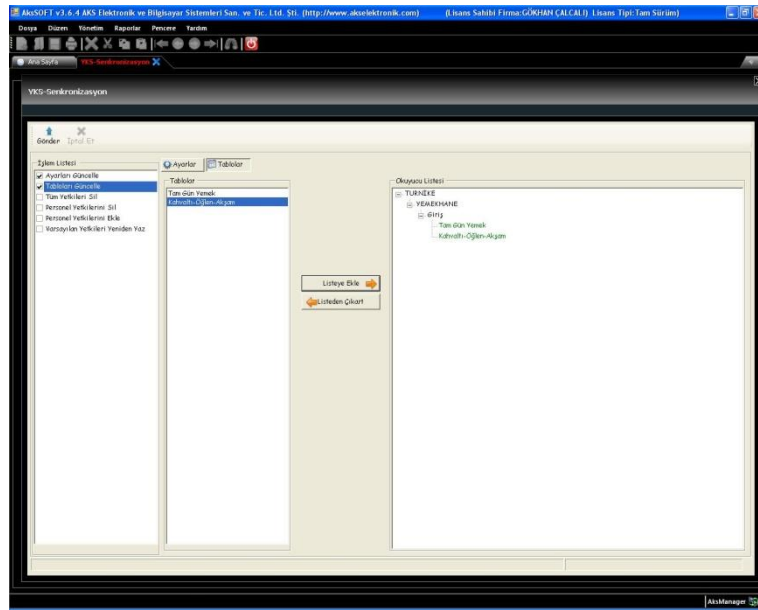 AksSOFT v3.6.4 AKS Elektronik ve Bilgisayar Sistemleri San. ve Tic. Ltd. Şti. (http://www.akselektronik.com) (Lisans Sahibi Firma:GÖKHAN ÇALCALI) Lisans Tipi:Tam Sürüm)
Dosya Düzen Yönetim Raporlar Pencere Yardım
Ana Sayfa YKS-Senkronizasyon
YKS-Senkronizasyon
Gönder İptal Et
İşlem Listesi
Ayarları Güncelle
Tabloları Güncelle
Tüm Yetkileri Sil
Personel Yetkilerini Sil
Personel Yetkilerini Ekle
Varsayılan Yetkileri Yeniden Yaz
Ayarlar Tablolar
Tablolar
Tam Gün Yemek
Kahvaltı-Öğlen-Akşam
Listeye Ekle
Listeden Çıkart
Okuyucu Listesi
TURNİKE
YEMEKHANE
Giriş
Tam Gün Yemek
Kahvaltı-Öğlen-Akşam
AksManager